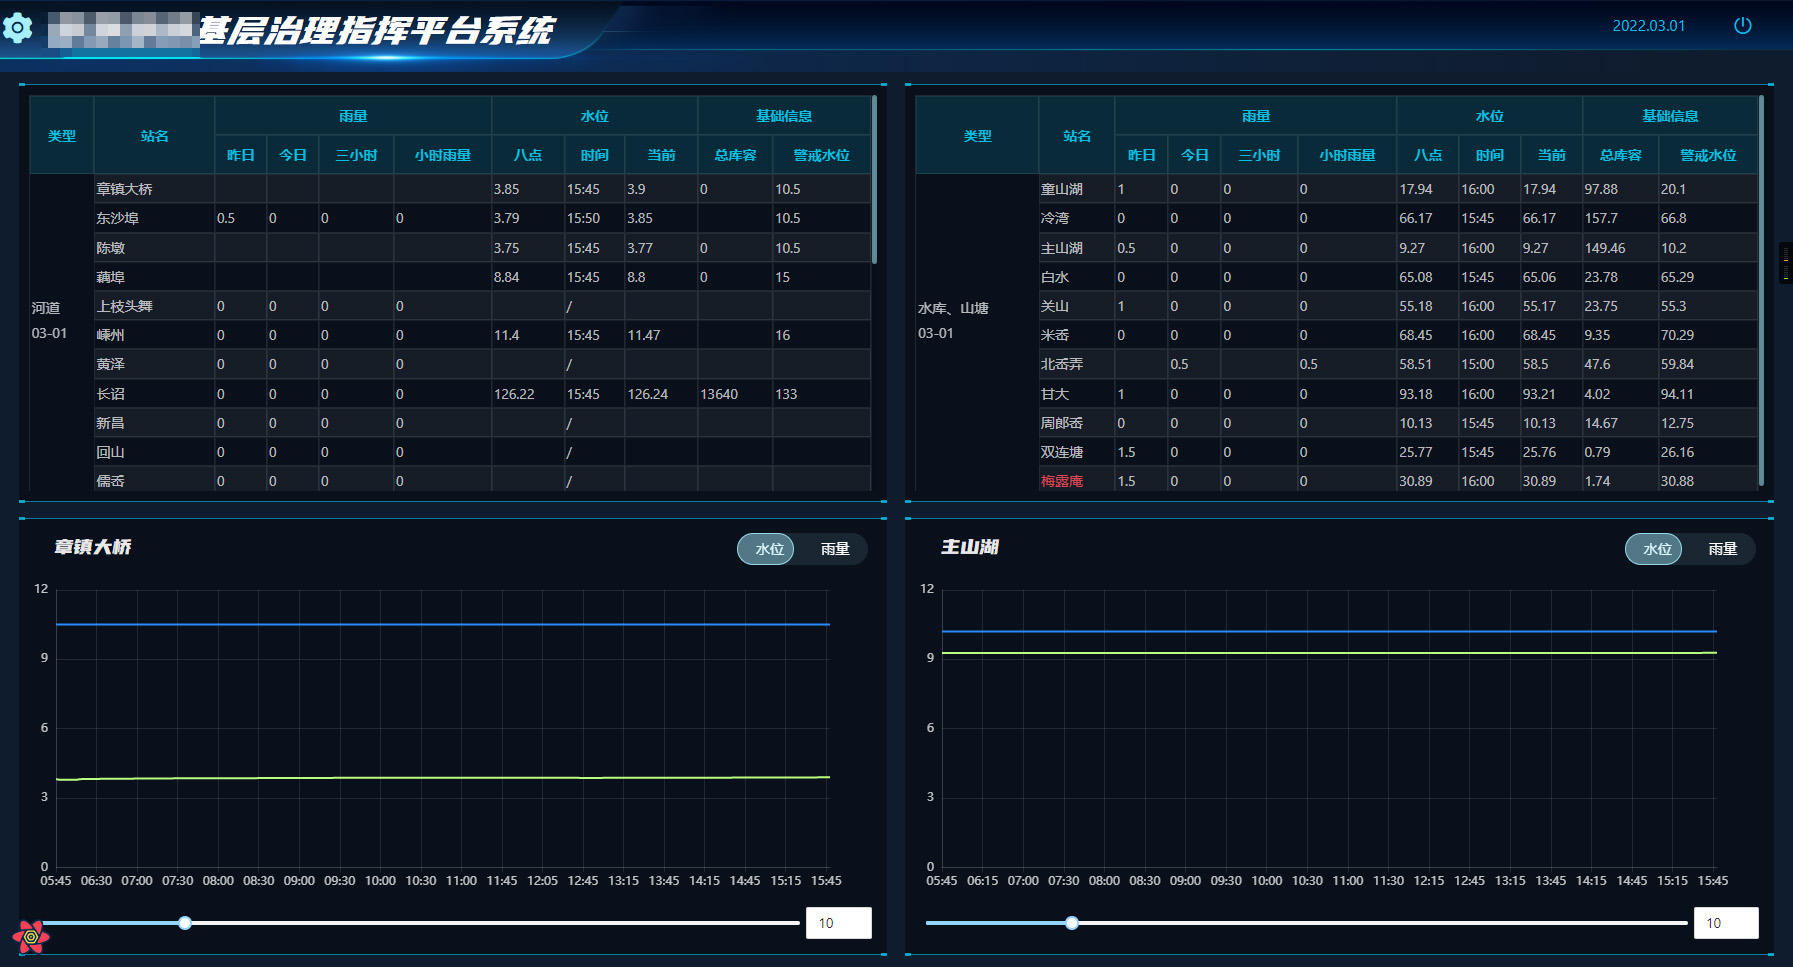 基层治理指挥平台系统
2022.03.01
类型 站名 雨量 水位 基础信息
昨日 今日 三小时 小时雨量 八点 时间 当前 总库容 警戒水位
河道
03-01
章镇大桥 3.85 15:45 3.9 0 10.5
东沙埠 0.5 0 0 0 3.79 15:50 3.85 10.5
陈墩 3.75 15:45 3.77 0 10.5
藕埠 8.84 15:45 8.8 0 15
上枝头舞 0 0 0 0 /
嵊州 0 0 0 0 11.4 15:45 11.47 16
黄泽 0 0 0 0 /
长诏 0 0 0 0 126.22 15:45 126.24 13640 133
新昌 0 0 0 0 /
回山 0 0 0 0 /
儒岙 0 0 0 0 /
类型 站名 雨量 水位 基础信息
昨日 今日 三小时 小时雨量 八点 时间 当前 总库容 警戒水位
水库、山塘
03-01
童山湖 1 0 0 0 17.94 16:00 17.94 97.88 20.1
冷湾 0 0 0 0 66.17 15:45 66.17 157.7 66.8
主山湖 0.5 0 0 0 9.27 16:00 9.27 149.46 10.2
白水 0 0 0 0 65.08 15:45 65.06 23.78 65.29
关山 1 0 0 0 55.18 16:00 55.17 23.75 55.3
米岙 0 0 0 0 68.45 16:00 68.45 9.35 70.29
北岙弄 0.5 0.5 58.51 15:00 58.5 47.6 59.84
甘大 1 0 0 0 93.18 16:00 93.21 4.02 94.11
周郎岙 0 0 0 0 10.13 15:45 10.13 14.67 12.75
双连塘 1.5 0 0 0 25.77 15:45 25.76 0.79 26.16
梅露庵 1.5 0 0 0 30.89 16:00 30.89 1.74 30.88
章镇大桥
水位 雨量
12
9
6
3
0
05:45 06:30 07:00 07:30 08:00 08:30 09:00 09:30 10:00 10:30 11:00 11:45 12:05 12:45 13:15 13:45 14:15 14:45 15:15 15:45
10
主山湖
水位 雨量
12
9
6
3
0
05:45 06:15 07:00 07:30 08:00 08:30 09:00 09:30 10:00 10:30 11:00 11:30 12:15 12:45 13:15 13:45 14:15 14:45 15:15 15:45
10